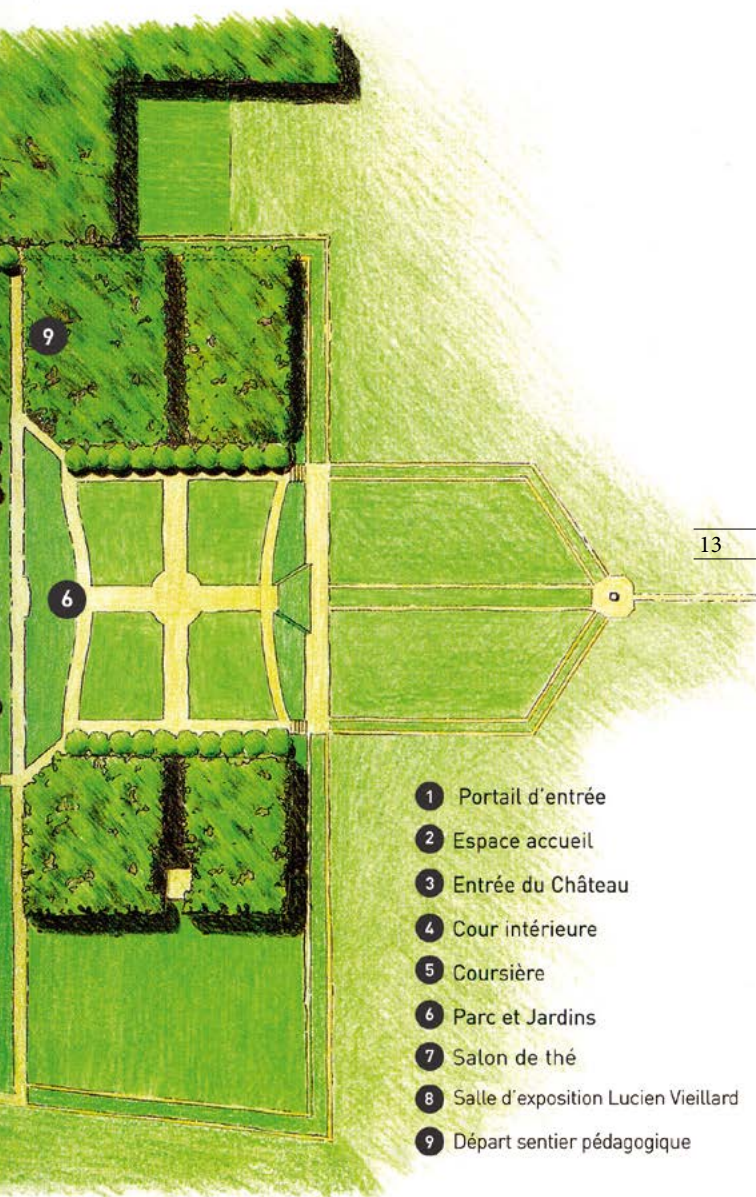 9
13
6
1 Portail d'entrée
2 Espace accueil
3 Entrée du Château
4 Cour intérieure
5 Coursière
6 Parc et Jardins
7 Salon de thé
8 Salle d'exposition Lucien Vieillard
9 Départ sentier pédagogique